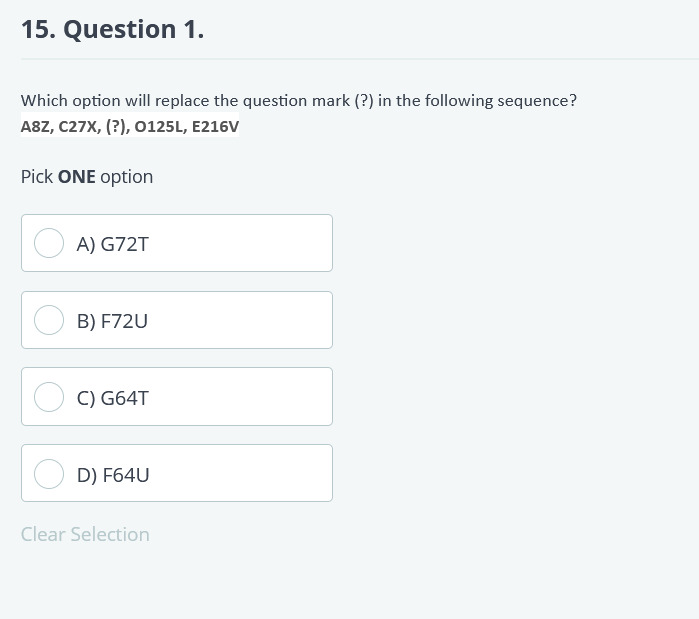 15. Question 1.
Which option will replace the question mark (?) in the following sequence?
A8Z, C27X, (?), O125L, E216V
Pick ONE option
A) G72T
B) F72U
C) G64T
D) F64U
Clear Selection